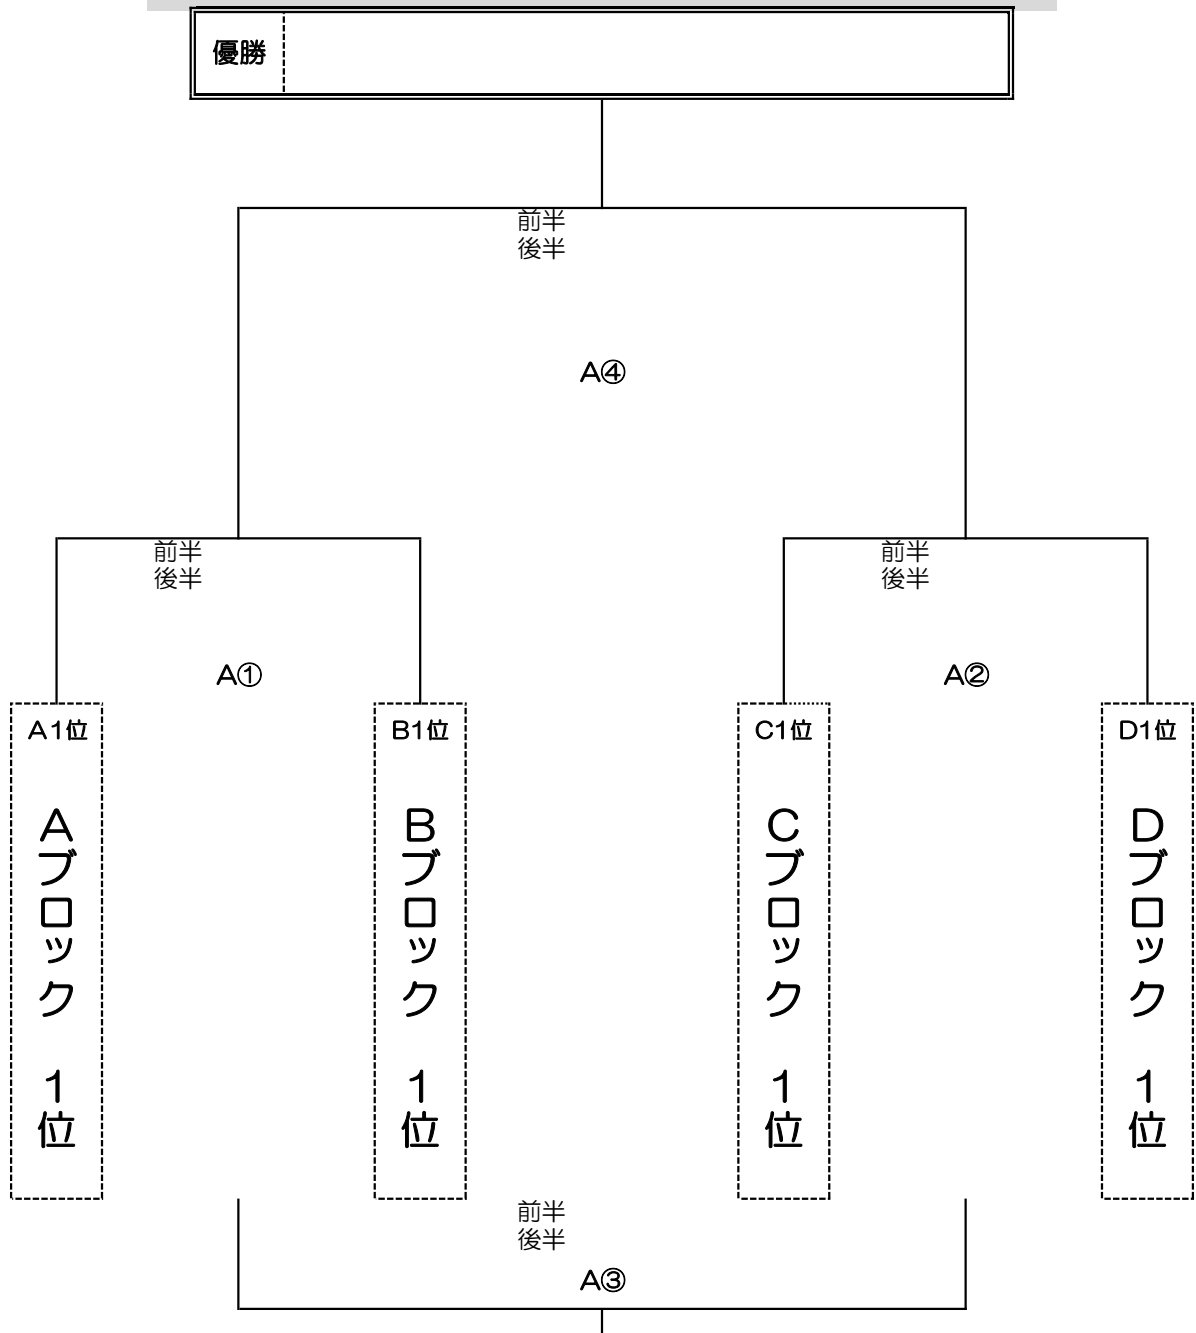 優勝
前半
後半
A④
前半
後半
前半
後半
A①
A②
A1位
B1位
C1位
D1位
Aブロック　1位
Bブロック　1位
Cブロック　1位
Dブロック　1位
前半
後半
A③